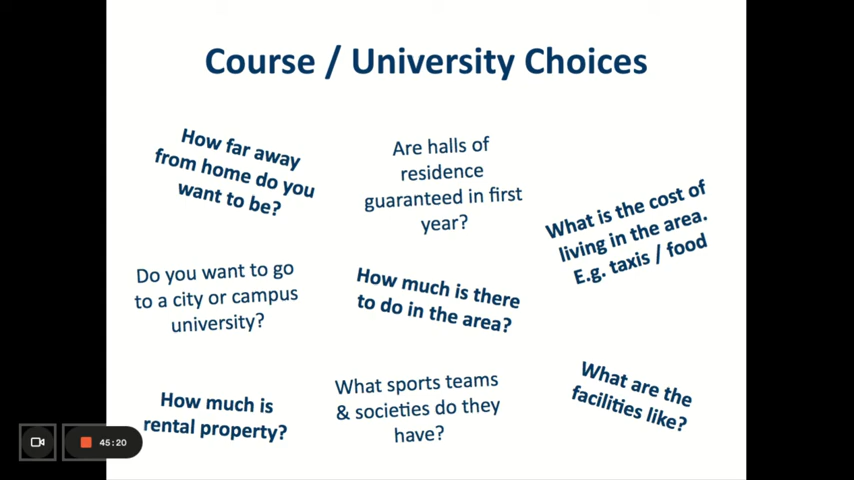 Course / University Choices
How far away
from home do you
want to be?
Are halls of
residence
guaranteed in first
year?
What is the cost of
living in the area.
E.g. taxis / food
Do you want to go
to a city or campus
university?
How much is there
to do in the area?
How much is
rental property?
What sports teams
& societies do they
have?
What are the
facilities like?
45:20